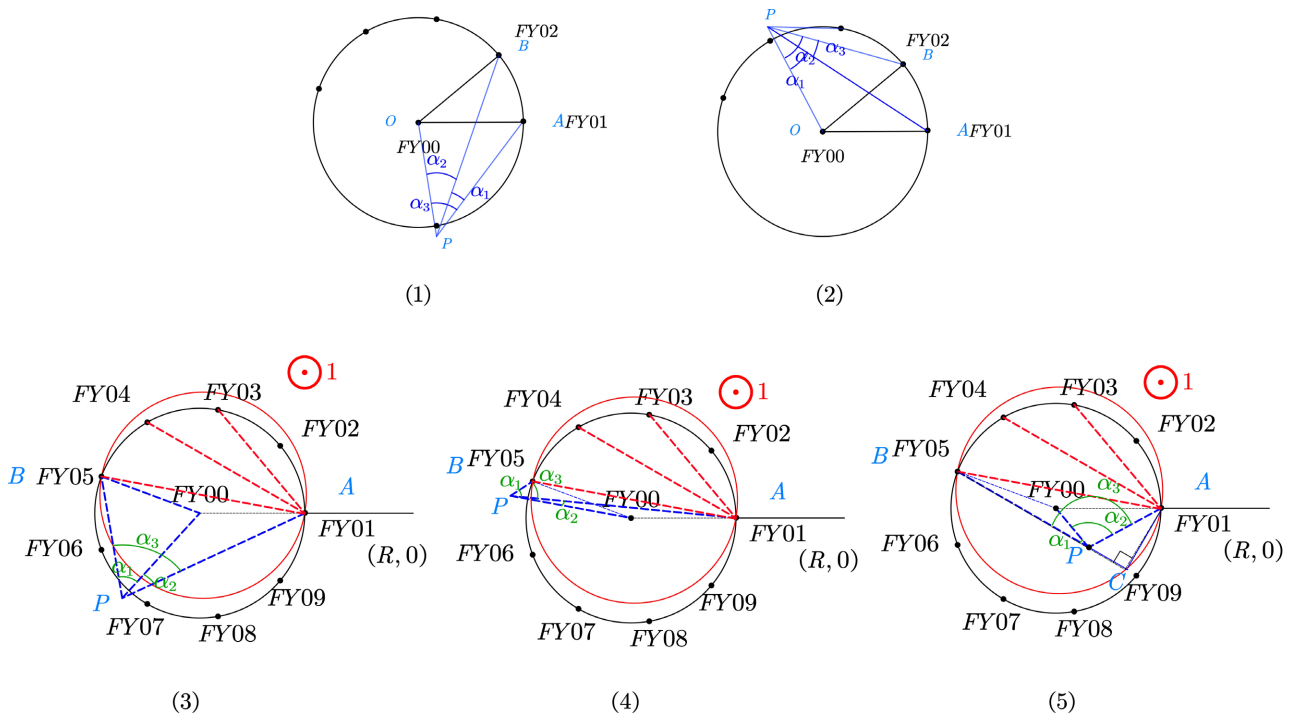 FY02
B
O
FY00
A FY01
α2
α1
α3
P
(1)
P
FY02
B
α3
α2
α1
O
FY00
A FY01
(2)
1
FY04
FY03
FY02
B FY05
FY00
A
FY01
(R, 0)
FY06
α3
α1
α2
P
FY09
FY07
FY08
(3)
1
FY04
FY03
FY02
B FY05
α1
α3
P
FY00
α2
A
FY01
(R, 0)
FY06
FY09
FY07
FY08
(4)
1
FY04
FY03
FY02
B
FY05
FY00
α3
A
α2
FY01
α1
P
(R, 0)
FY06
C
FY09
FY07
FY08
(5)